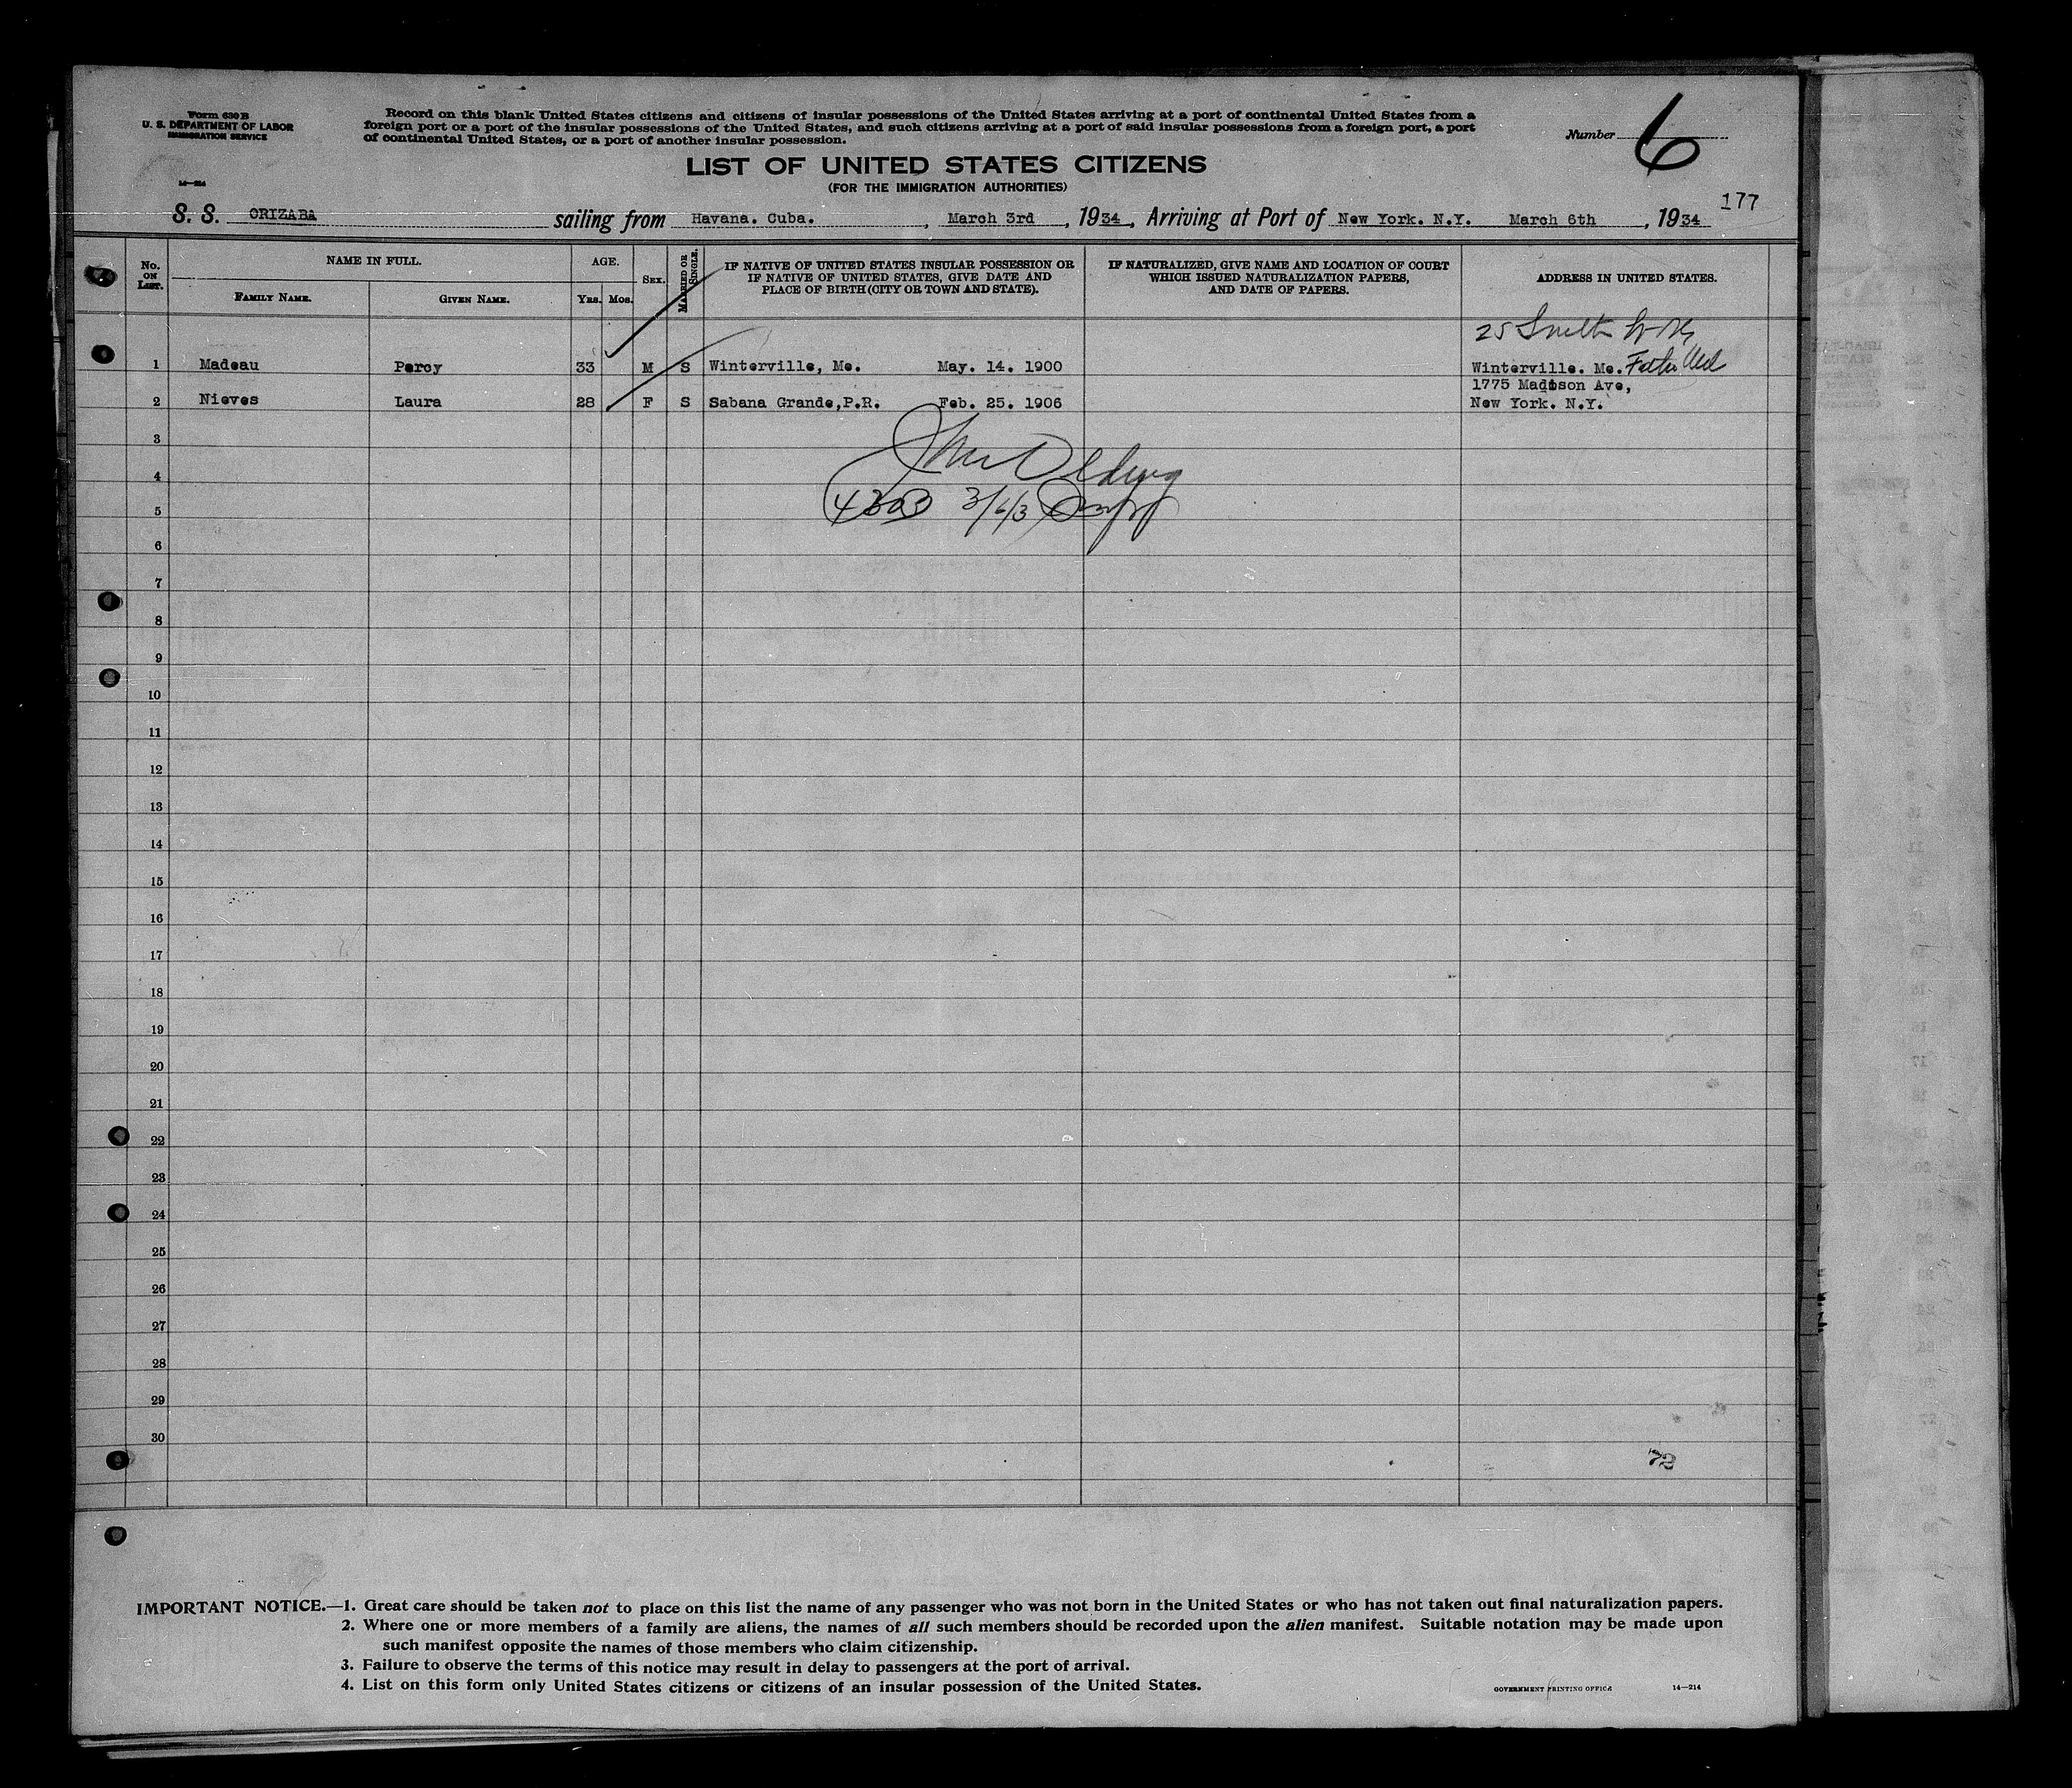 Form 630 B
U. S. DEPARTMENT OF LABOR
IMMIGRATION SERVICE
14—214
Record on this blank United States citizens and citizens of insular possessions of the United States arriving at a port of continental United States from a
foreign port or a port of the insular possessions of the United States, and such citizens arriving at a port of said insular possessions from a foreign port, a port
of continental United States, or a port of another insular possession.
Number 6
LIST OF UNITED STATES CITIZENS
(FOR THE IMMIGRATION AUTHORITIES)
177
S. S. ORIZABA sailing from Havana. Cuba. , March 3rd , 1934, Arriving at Port of New York. N.Y. March 6th , 1934
No. ON LIST.
NAME IN FULL.
FAMILY NAME.
GIVEN NAME.
AGE.
YRS. MOS.
SEX.
MARRIED OR SINGLE.
IF NATIVE OF UNITED STATES INSULAR POSSESSION OR
IF NATIVE OF UNITED STATES, GIVE DATE AND
PLACE OF BIRTH (CITY OR TOWN AND STATE).
IF NATURALIZED, GIVE NAME AND LOCATION OF COURT
WHICH ISSUED NATURALIZATION PAPERS,
AND DATE OF PAPERS.
ADDRESS IN UNITED STATES.
25 Smith
1 Madeau Percy 33 M S Winterville, Me. May. 14. 1900 Winterville. Me.
1775 Madison Ave,
2 Nieves Laura 28 F S Sabana Grande,P.R. Feb. 25. 1906 New York. N.Y.
3
4
5
6
7
8
9
10
11
12
13
14
15
16
17
18
19
20
21
22
23
24
25
26
27
28
29
30
72
IMPORTANT NOTICE.—1. Great care should be taken not to place on this list the name of any passenger who was not born in the United States or who has not taken out final naturalization papers.
2. Where one or more members of a family are aliens, the names of all such members should be recorded upon the alien manifest. Suitable notation may be made upon
such manifest opposite the names of those members who claim citizenship.
3. Failure to observe the terms of this notice may result in delay to passengers at the port of arrival.
4. List on this form only United States citizens or citizens of an insular possession of the United States.
GOVERNMENT PRINTING OFFICE 14—214